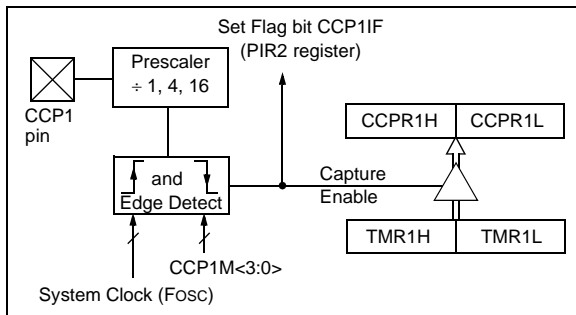 Set Flag bit CCP1IF
(PIR2 register)
Prescaler
÷ 1, 4, 16
CCP1
pin
CCPR1H
CCPR1L
and
Edge Detect
Capture
Enable
TMR1H
TMR1L
CCP1M<3:0>
System Clock (FOSC)